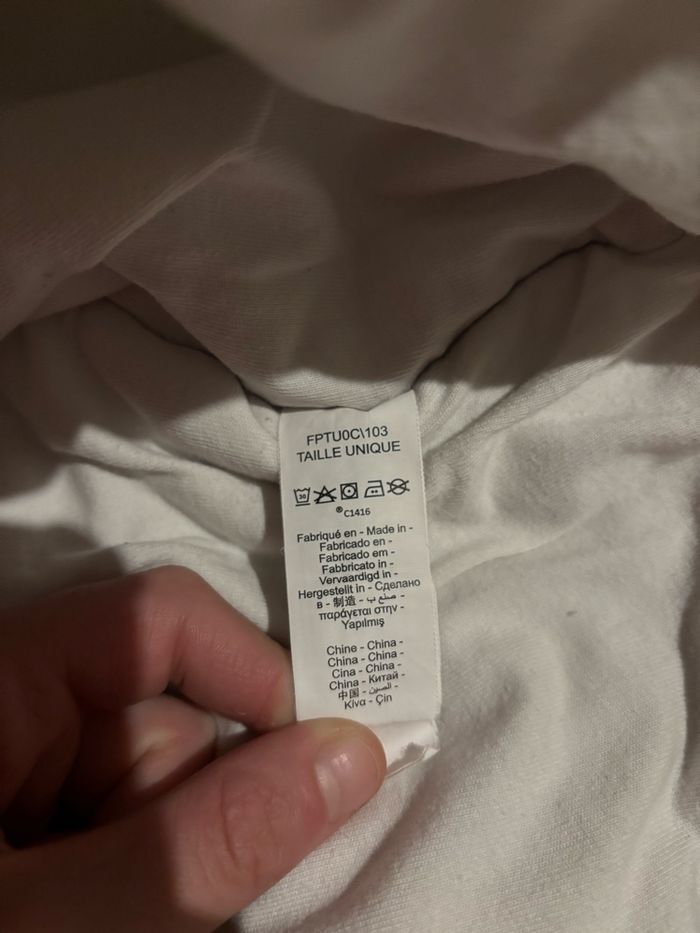 FPTU0C\103
TAILLE UNIQUE
30
®C1416
Fabriqué en - Made in -
Fabricado en -
Fabricado em -
Fabbricato in -
Vervaardigd in -
Hergestellt in - Сделано
в - 制造 - صنع ب -
παράγεται στην -
Yapılmış
Chine - China -
China - China -
Cina - China -
China - Китай -
中国 - الصين -
Κίνα - Çin